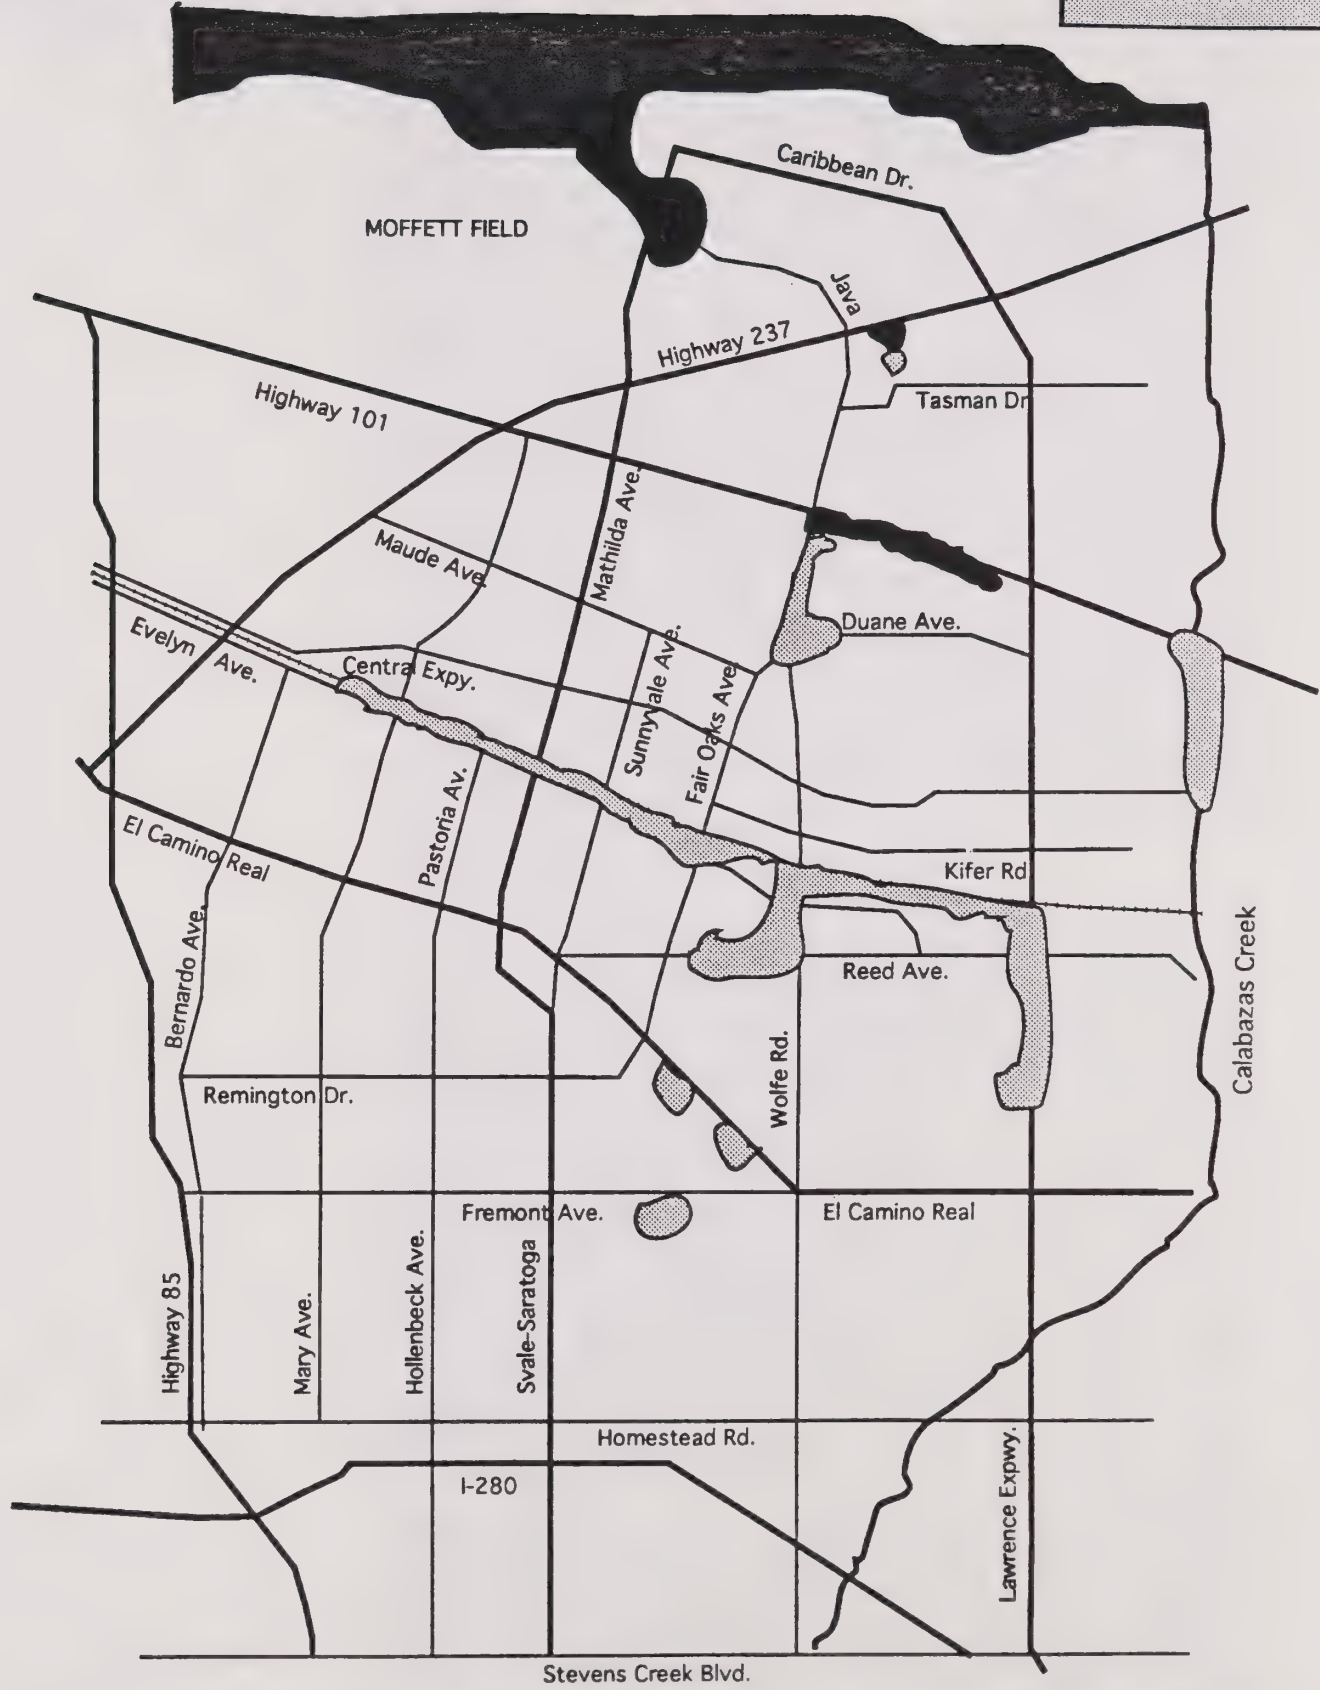 Caribbean Dr.
MOFFETT FIELD
Java
Highway 237
Highway 101
Tasman Dr
Mathilda Ave.
Maude Ave.
Duane Ave.
Evelyn Ave.
Central Expy.
Sunnyvale Ave.
Fair Oaks Ave.
Pastoria Av.
El Camino Real
Kifer Rd
Bernardo Ave.
Reed Ave.
Calabazas Creek
Wolfe Rd.
Remington Dr.
Fremont Ave.
El Camino Real
Highway 85
Mary Ave.
Hollenbeck Ave.
Svale-Saratoga
Homestead Rd.
I-280
Lawrence Expwy.
Stevens Creek Blvd.